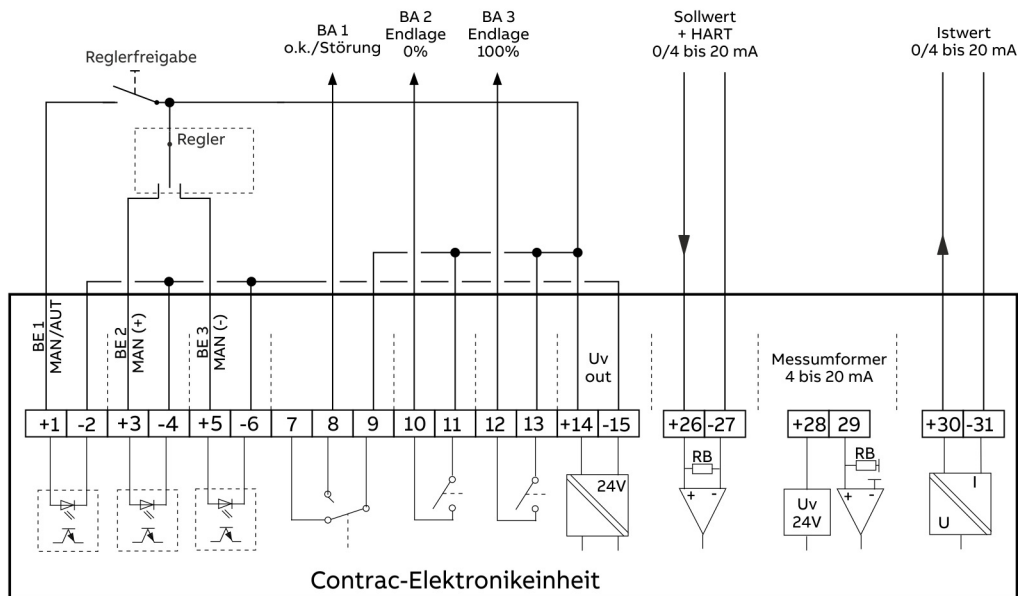 BA 1
o.k./Störung
BA 2
Endlage
0%
BA 3
Endlage
100%
Sollwert
+ HART
0/4 bis 20 mA
Istwert
0/4 bis 20 mA
Reglerfreigabe
Regler
BE 1
MAN/AUT
BE 2
MAN (+)
BE 3
MAN (-)
Uv
out
Messumformer
4 bis 20 mA
+1 -2 +3 -4 +5 -6 7 8 9 10 11 12 13 +14 -15 +26 -27 +28 29 +30 -31
RB
RB
24V
+ -
Uv
24V
+ -
I
U
Contrac-Elektronikeinheit